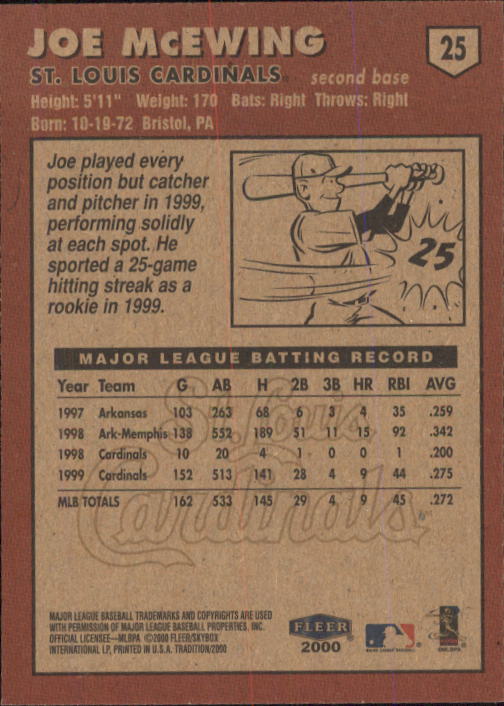 JOE McEWING
25
ST. LOUIS CARDINALS® second base
Height: 5'11" Weight: 170 Bats: Right Throws: Right
Born: 10-19-72 Bristol, PA
Joe played every
position but catcher
and pitcher in 1999,
performing solidly
at each spot. He
sported a 25-game
hitting streak as a
rookie in 1999.
25
MAJOR LEAGUE BATTING RECORD
Year Team G AB H 2B 3B HR RBI AVG
1997 Arkansas 103 263 68 6 3 4 35 .259
1998 Ark-Memphis 138 552 189 51 11 15 92 .342
1998 Cardinals 10 20 4 1 0 0 1 .200
1999 Cardinals 152 513 141 28 4 9 44 .275
MLB TOTALS 162 533 145 29 4 9 45 .272
St. Louis
Cardinals
MAJOR LEAGUE BASEBALL TRADEMARKS AND COPYRIGHTS ARE USED
WITH PERMISSION OF MAJOR LEAGUE BASEBALL PROPERTIES, INC.
OFFICIAL LICENSEE—MLBPA ©2000 FLEER/SKYBOX
INTERNATIONAL LP, PRINTED IN U.S.A. TRADITION/2000
FLEER
2000
MAJOR LEAGUE BASEBALL
©MLBPA